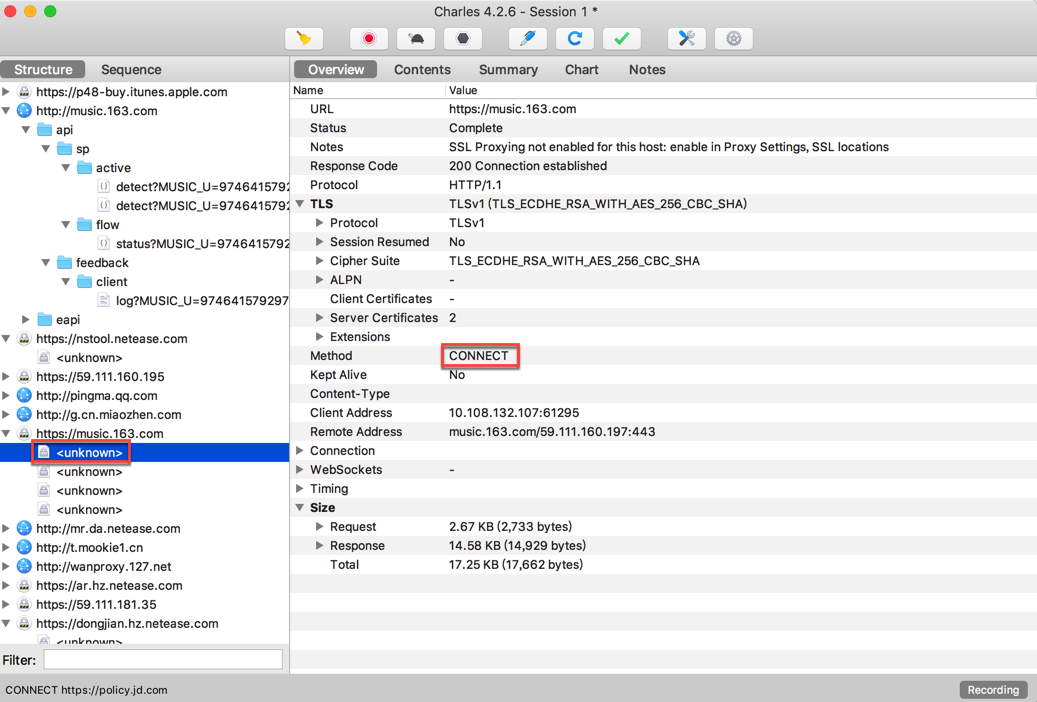 Charles 4.2.6 - Session 1 *
Structure Sequence
Overview Contents Summary Chart Notes
https://p48-buy.itunes.apple.com
http://music.163.com
api
sp
active
detect?MUSIC_U=9746415792
detect?MUSIC_U=9746415792
flow
status?MUSIC_U=9746415792
feedback
client
log?MUSIC_U=974641579297
eapi
https://nstool.netease.com
<unknown>
https://59.111.160.195
http://pingma.qq.com
http://g.cn.miaozhen.com
https://music.163.com
<unknown>
<unknown>
<unknown>
<unknown>
http://mr.da.netease.com
http://t.mookie1.cn
http://wanproxy.127.net
https://ar.hz.netease.com
https://59.111.181.35
https://dongjian.hz.netease.com
<unknown>
Filter:
Name Value
URL https://music.163.com
Status Complete
Notes SSL Proxying not enabled for this host: enable in Proxy Settings, SSL locations
Response Code 200 Connection established
Protocol HTTP/1.1
TLS TLSv1 (TLS_ECDHE_RSA_WITH_AES_256_CBC_SHA)
Protocol TLSv1
Session Resumed No
Cipher Suite TLS_ECDHE_RSA_WITH_AES_256_CBC_SHA
ALPN -
Client Certificates -
Server Certificates 2
Extensions
Method CONNECT
Kept Alive No
Content-Type
Client Address 10.108.132.107:61295
Remote Address music.163.com/59.111.160.197:443
Connection
WebSockets -
Timing
Size
Request 2.67 KB (2,733 bytes)
Response 14.58 KB (14,929 bytes)
Total 17.25 KB (17,662 bytes)
CONNECT https://policy.jd.com
Recording